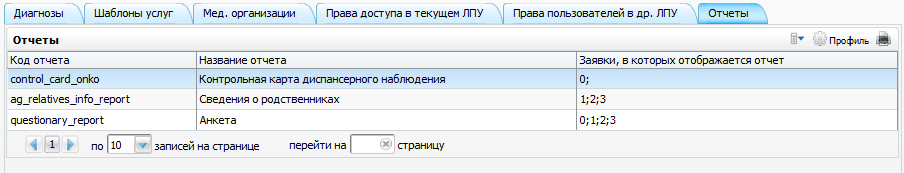 Диагнозы Шаблоны услуг Мед. организации Права доступа в текущем ЛПУ Права пользователей в др. ЛПУ Отчеты
Отчеты Профиль
Код отчета Название отчета Заявки, в которых отображается отчет
control_card_onko Контрольная карта диспансерного наблюдения 0;
ag_relatives_info_report Сведения о родственниках 1;2;3
questionary_report Анкета 0;1;2;3
1 по 10 записей на странице перейти на страницу